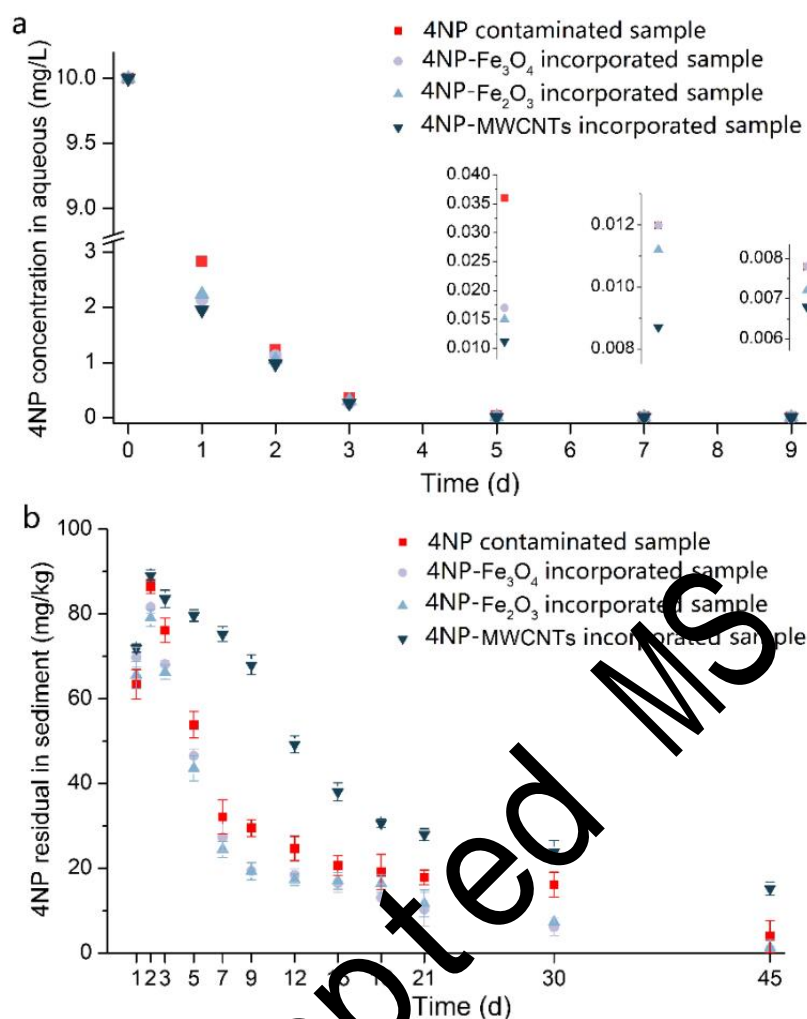 a
4NP contaminated sample
4NP-Fe3O4 incorporated sample
4NP-Fe2O3 incorporated sample
4NP-MWCNTs incorporated sample
4NP concentration in aqueous (mg/L)
10.0
9.5
9.0
3
2
1
0
0.040
0.035
0.030
0.025
0.020
0.015
0.010
0.012
0.010
0.008
0.008
0.007
0.006
0 1 2 3 4 5 6 7 8 9
Time (d)
b
4NP contaminated sample
4NP-Fe3O4 incorporated sample
4NP-Fe2O3 incorporated sample
4NP-MWCNTs incorporated sample
4NP residual in sediment (mg/kg)
100
80
60
40
20
0
1 2 3 5 7 9 12 21 30 45
Time (d)
MS